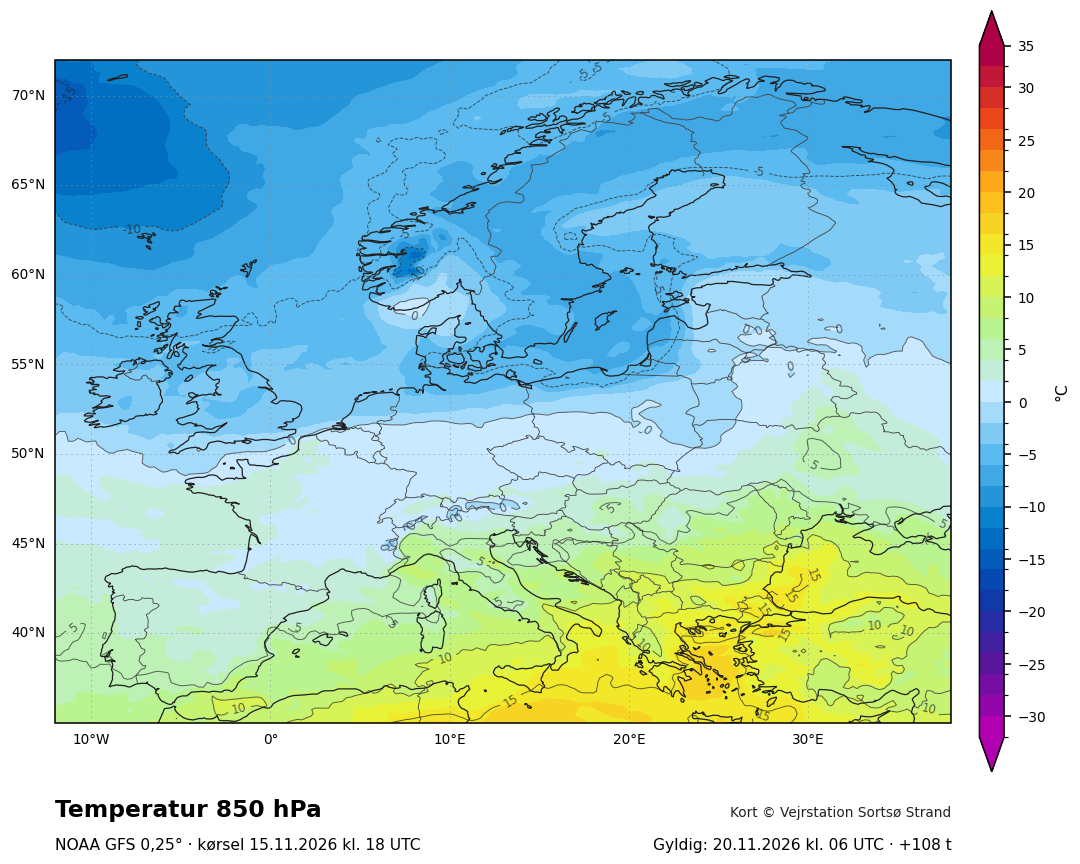 70°N
65°N
60°N
55°N
50°N
45°N
40°N
10°W 0° 10°E 20°E 30°E
35
30
25
20
15
10
5
0
−5
−10
−15
−20
−25
−30
°C
Temperatur 850 hPa
Kort © Vejrstation Sortsø Strand
NOAA GFS 0,25° · kørsel 15.11.2026 kl. 18 UTC
Gyldig: 20.11.2026 kl. 06 UTC · +108 t